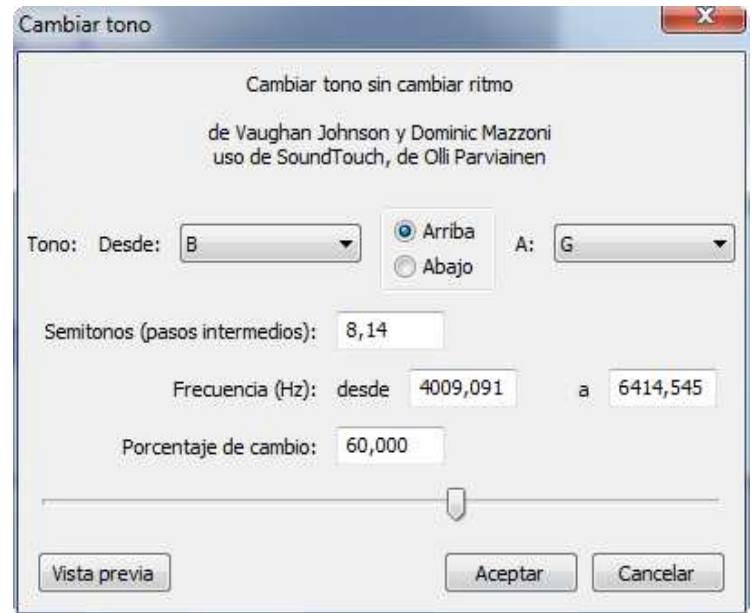 Cambiar tono
Cambiar tono sin cambiar ritmo
de Vaughan Johnson y Dominic Mazzoni
uso de SoundTouch, de Olli Parviainen
Tono: Desde: B Arriba Abajo A: G
Semitonos (pasos intermedios): 8,14
Frecuencia (Hz): desde 4009,091 a 6414,545
Porcentaje de cambio: 60,000
Vista previa Aceptar Cancelar